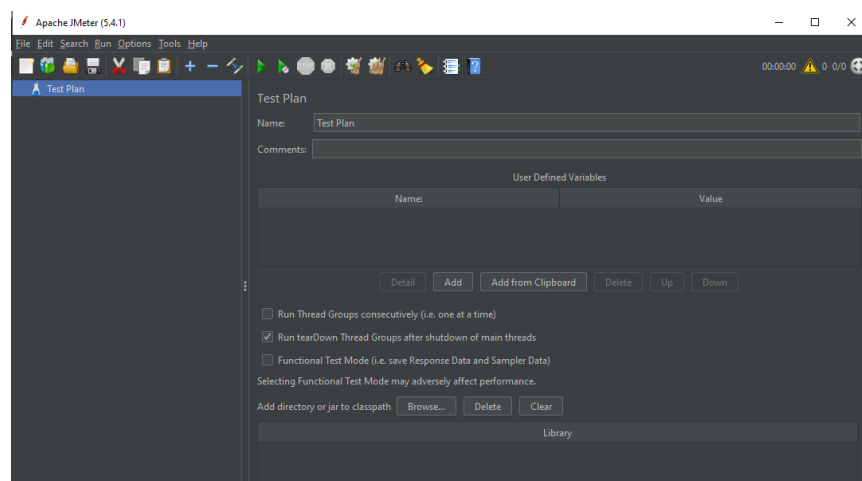 Apache JMeter (5.4.1)
File Edit Search Run Options Tools Help
00:00:00 0 0/0
Test Plan
Test Plan
Name: Test Plan
Comments:
User Defined Variables
Name: Value
Detail Add Add from Clipboard Delete Up Down
Run Thread Groups consecutively (i.e. one at a time)
Run tearDown Thread Groups after shutdown of main threads
Functional Test Mode (i.e. save Response Data and Sampler Data)
Selecting Functional Test Mode may adversely affect performance.
Add directory or jar to classpath Browse... Delete Clear
Library